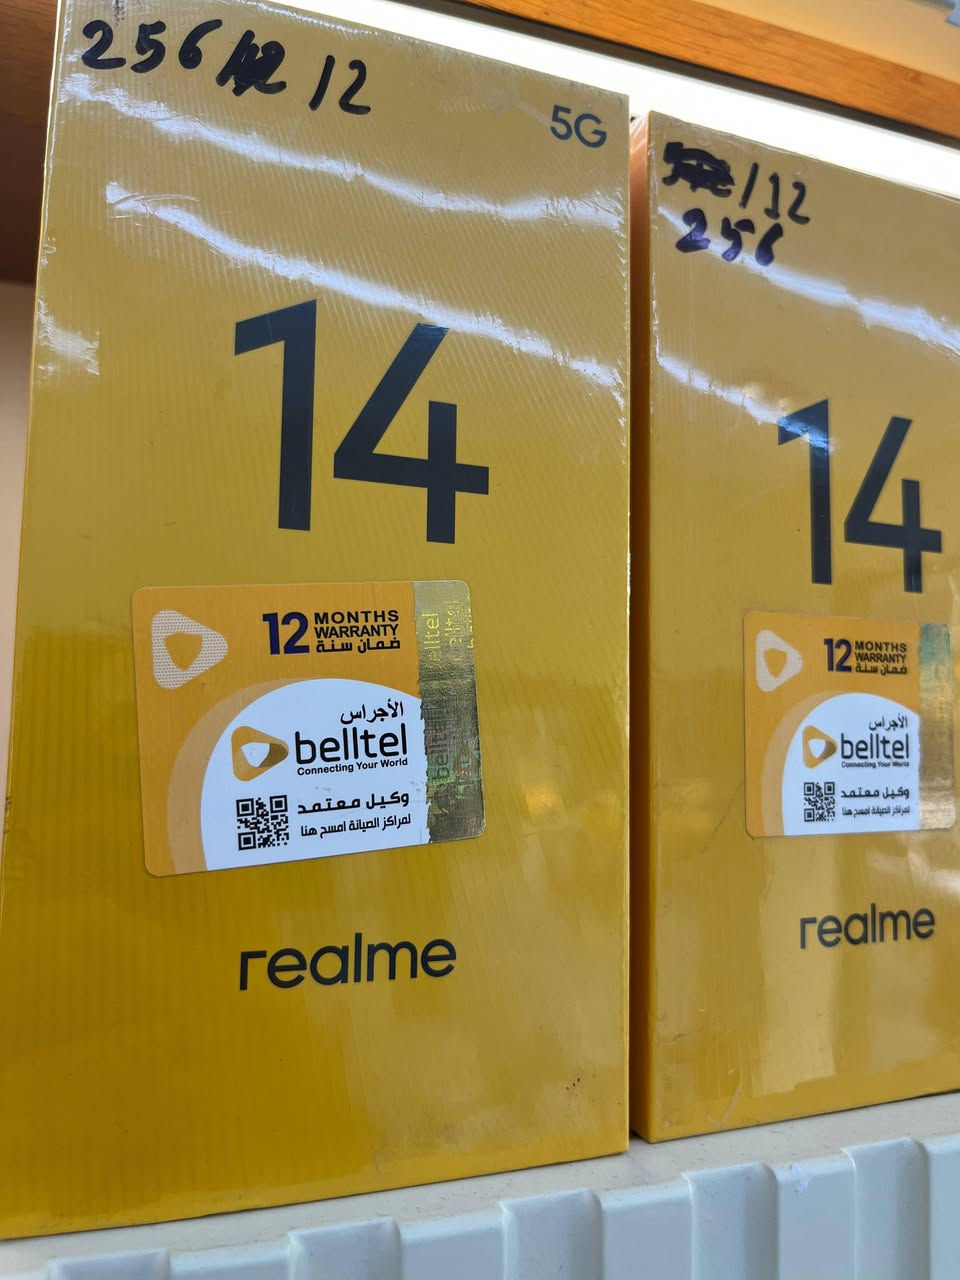 256 /12
5G
14
12 MONTHS
WARRANTY
ضمان سنة
الأجراس
belltel
Connecting Your World
وكيل معتمد
لمراكز الصيانة امسح هنا
realme
/12
256
14
12 MONTHS
WARRANTY
ضمان سنة
الأجراس
belltel
Connecting Your World
وكيل معتمد
لمراكز الصيانة امسح هنا
realme